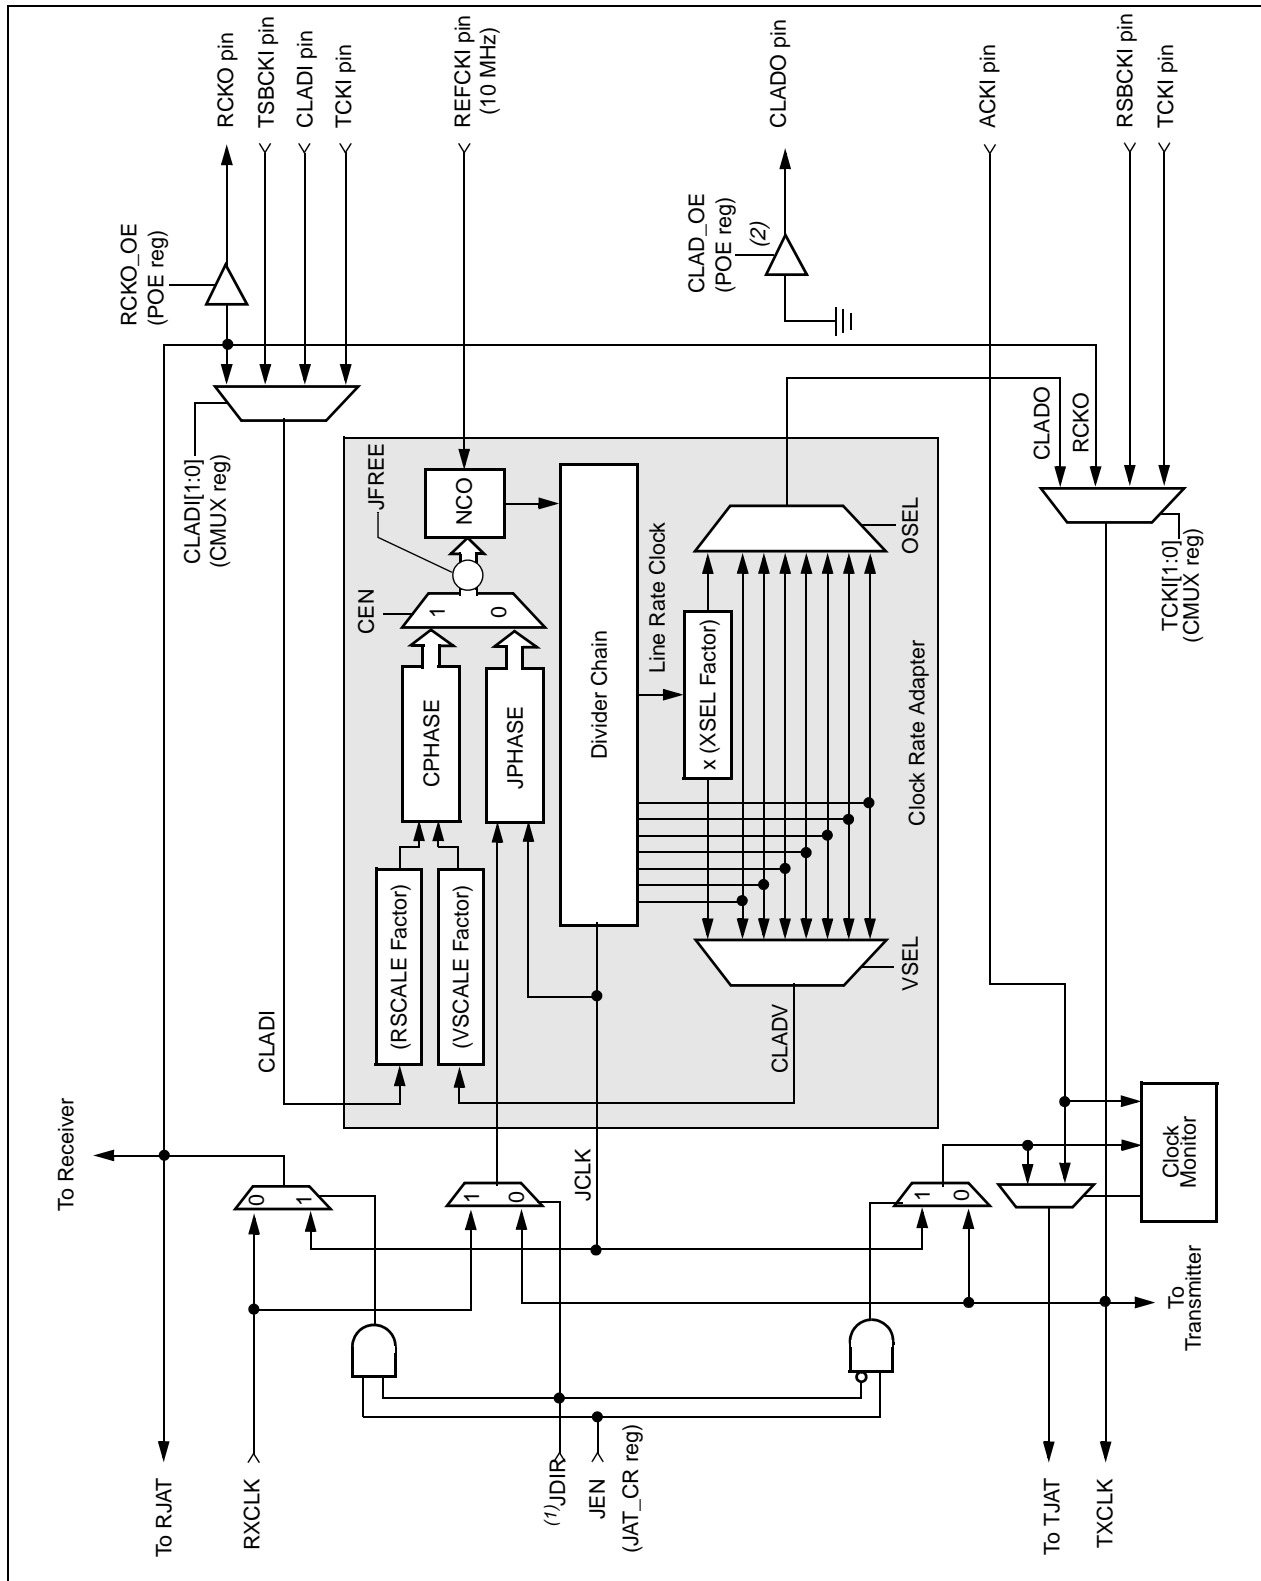 RCKO pin
TSBCKI pin
CLADI pin
TCKI pin
REFCKI pin
(10 MHz)
CLADO pin
ACKI pin
RSBCKI pin
TCKI pin
RCKO_OE
(POE reg)
CLAD_OE
(POE reg)
(2)
CLADI[1:0]
(CMUX reg)
JFREE
CLADO
RCKO
NCO
CEN
1
0
OSEL
TCKI[1:0]
(CMUX reg)
CPHASE
JPHASE
Divider Chain
Line Rate Clock
x (XSEL Factor)
Clock Rate Adapter
(RSCALE Factor)
(VSCALE Factor)
VSEL
CLADI
CLADV
To Receiver
JCLK
0
1
1
0
1
0
Clock
Monitor
To
Transmitter
To RJAT
RXCLK
(1)JDIR
JEN
(JAT_CR reg)
To TJAT
TXCLK